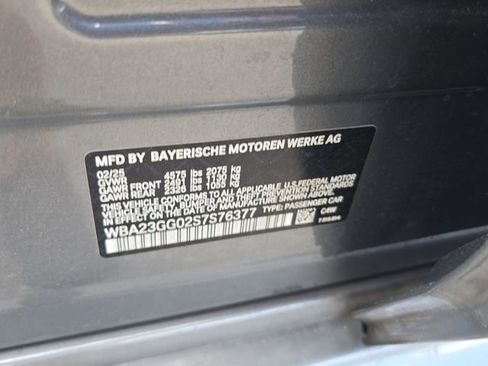 MFD BY BAYERISCHE MOTOREN WERKE AG
02/25
GVWR 4575 lbs 2075 kg
GAWR FRONT 2491 lbs 1130 kg
GAWR REAR 2326 lbs 1055 kg
THIS VEHICLE CONFORMS TO ALL APPLICABLE U.S. FEDERAL MOTOR
VEHICLE SAFETY, BUMPER AND THEFT PREVENTION STANDARDS
IN EFFECT ON THE DATE OF MANUFACTURE SHOWN ABOVE.
WBA23GG02S7S76377 TYPE: PASSENGER CAR
C4W